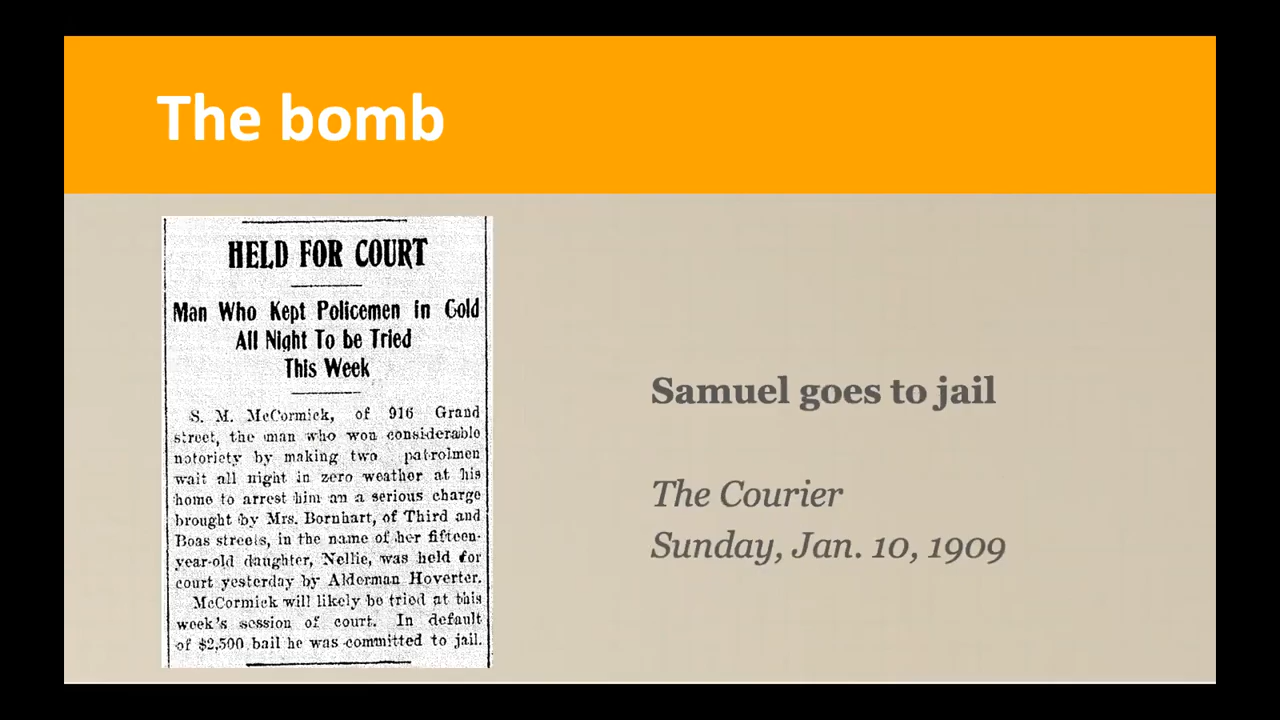 The bomb
HELD FOR COURT
Man Who Kept Policemen in Cold
All Night To be Tried
This Week
S. M. McCormick, of 916 Grand
street, the man who won considerable
notoriety by making two patrolmen
wait all night in zero weather at his
home to arrest him an a serious charge
brought by Mrs. Bornhart, of Third and
Boas streets, in the name of her fifteen-
year-old daughter, Nellie, was held for
court yesterday by Alderman Hoverter.
McCormick will likely be tried at this
week's session of court. In default
of $2,500 bail he was committed to jail.
Samuel goes to jail
The Courier
Sunday, Jan. 10, 1909